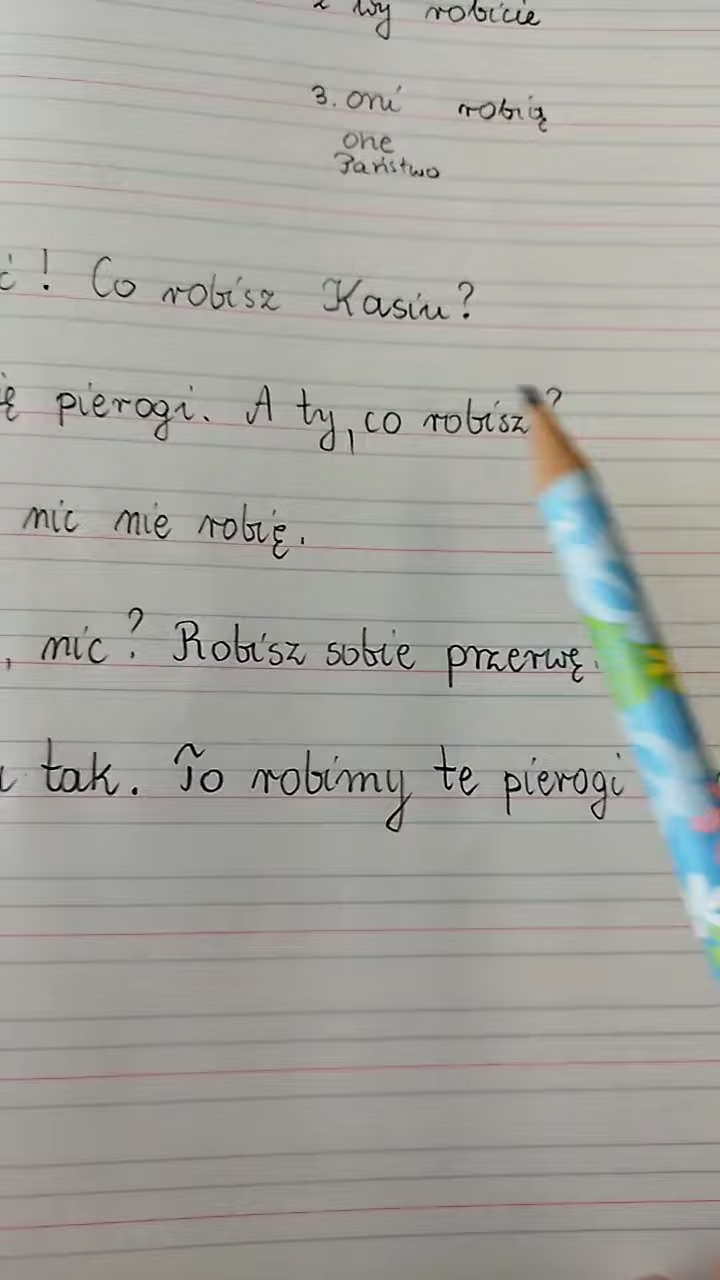 wy robicie
3. oni robią
one
Państwo
! Co robisz Kasiu?
pierogi. A ty, co robisz?
nic nie robię.
, nic? Robisz sobie przerwę.
tak. To robimy te pierogi